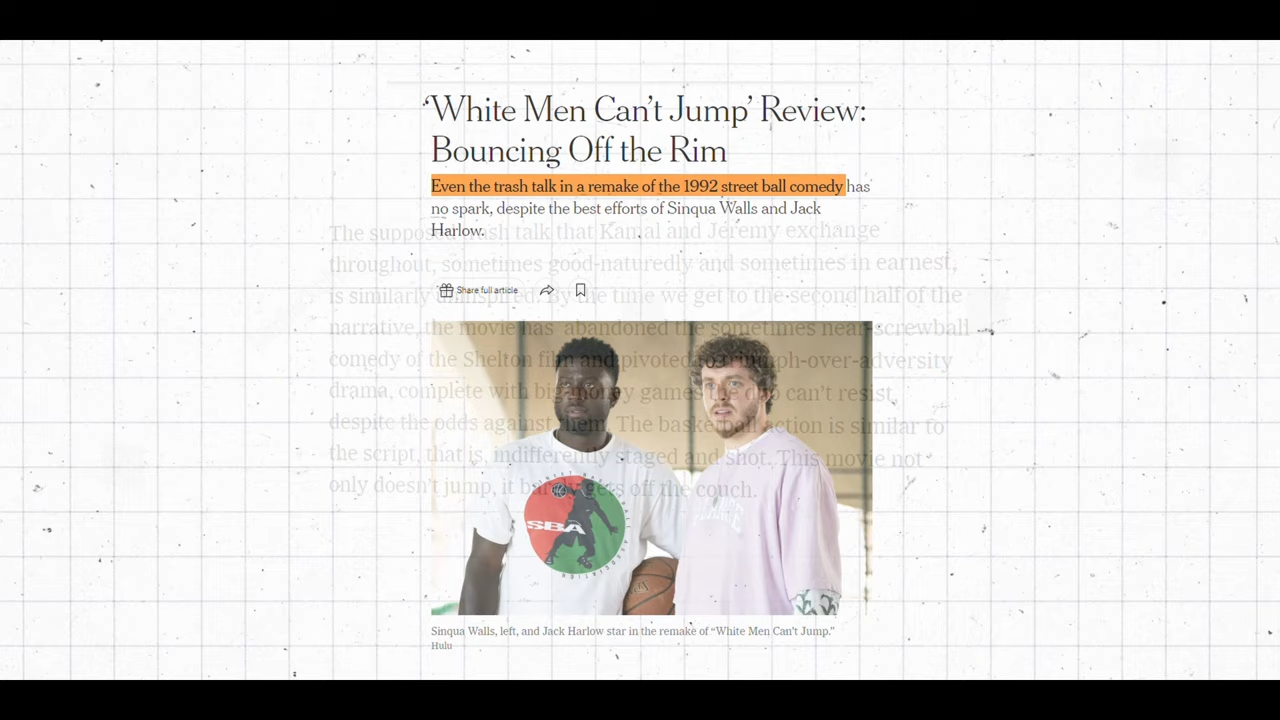 ‘White Men Can’t Jump’ Review:
Bouncing Off the Rim
Even the trash talk in a remake of the 1992 street ball comedy has
no spark, despite the best efforts of Sinqua Walls and Jack
Harlow.
The supposed trash talk that Kamal and Jeremy exchange
throughout, sometimes good-naturedly and sometimes in earnest,
Share full article
is similarly uninspired. By the time we get to the second half of the
narrative, the movie has abandoned the sometimes neat screwball
comedy of the Shelton film and pivoted to triumph-over-adversity
drama, complete with big-money games can’t resist,
despite the odds against them. The basketball action is similar to
the script, that is, indifferently staged and shot. This movie not
only doesn’t jump, it barely gets off the couch.
SBA
Sinqua Walls, left, and Jack Harlow star in the remake of “White Men Can’t Jump.”
Hulu